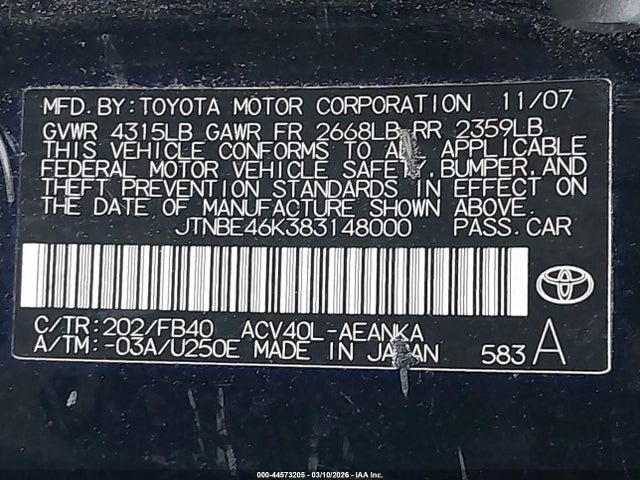 MFD. BY: TOYOTA MOTOR CORPORATION 11/07
GVWR 4315LB GAWR FR 2668LB RR 2359LB
THIS VEHICLE CONFORMS TO ALL APPLICABLE
FEDERAL MOTOR VEHICLE SAFETY, BUMPER, AND
THEFT PREVENTION STANDARDS IN EFFECT ON
THE DATE OF MANUFACTURE SHOWN ABOVE.
JTNBE46K383148000 PASS. CAR
C/TR: 202/FB40 ACV40L-AEANKA
A/TM: -03A/U250E MADE IN JAPAN 583 A
000-44573205 - 03/10/2026 - IAA Inc.